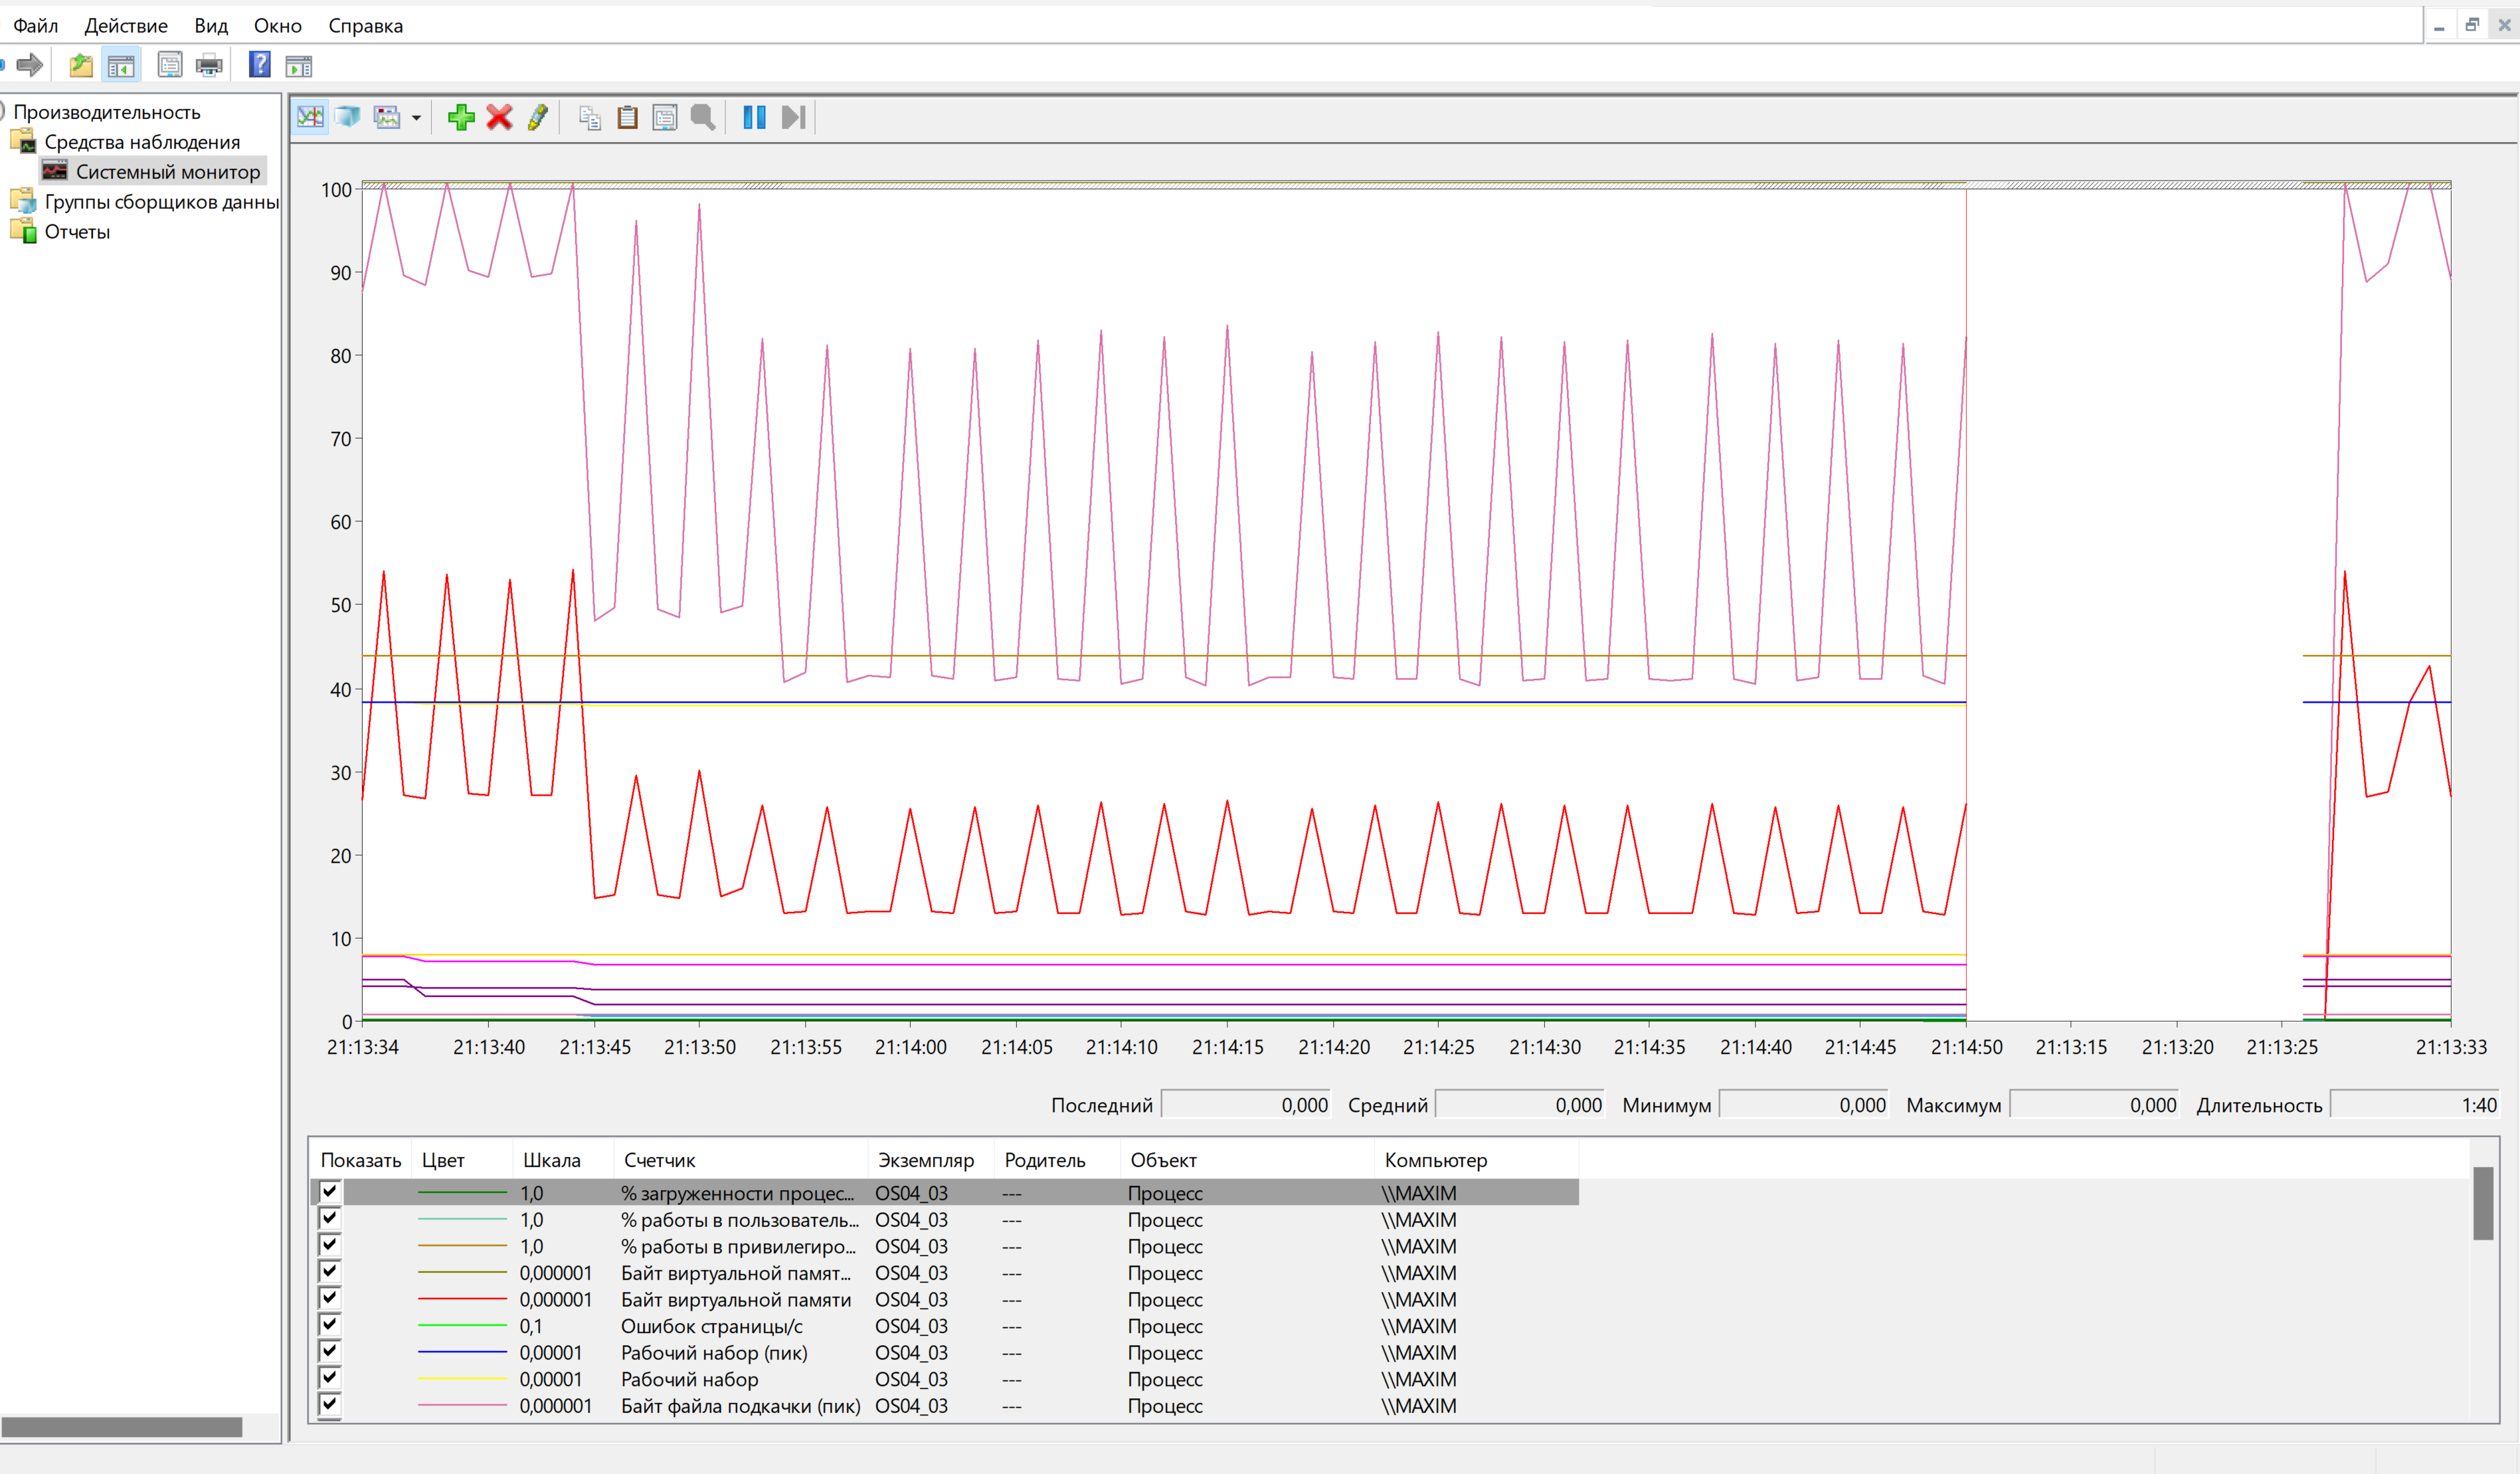 Файл Действие Вид Окно Справка
Производительность
Средства наблюдения
Системный монитор
Группы сборщиков данны
Отчеты
100
90
80
70
60
50
40
30
20
10
0
21:13:34 21:13:40 21:13:45 21:13:50 21:13:55 21:14:00 21:14:05 21:14:10 21:14:15 21:14:20 21:14:25 21:14:30 21:14:35 21:14:40 21:14:45 21:14:50 21:13:15 21:13:20 21:13:25 21:13:33
Последний 0,000 Средний 0,000 Минимум 0,000 Максимум 0,000 Длительность 1:40
Показать Цвет Шкала Счетчик Экземпляр Родитель Объект Компьютер
1,0 % загруженности процес... OS04_03 --- Процесс \\MAXIM
1,0 % работы в пользователь... OS04_03 --- Процесс \\MAXIM
1,0 % работы в привилегиро... OS04_03 --- Процесс \\MAXIM
0,000001 Байт виртуальной памят... OS04_03 --- Процесс \\MAXIM
0,000001 Байт виртуальной памяти OS04_03 --- Процесс \\MAXIM
0,1 Ошибок страницы/с OS04_03 --- Процесс \\MAXIM
0,00001 Рабочий набор (пик) OS04_03 --- Процесс \\MAXIM
0,00001 Рабочий набор OS04_03 --- Процесс \\MAXIM
0,000001 Байт файла подкачки (пик) OS04_03 --- Процесс \\MAXIM